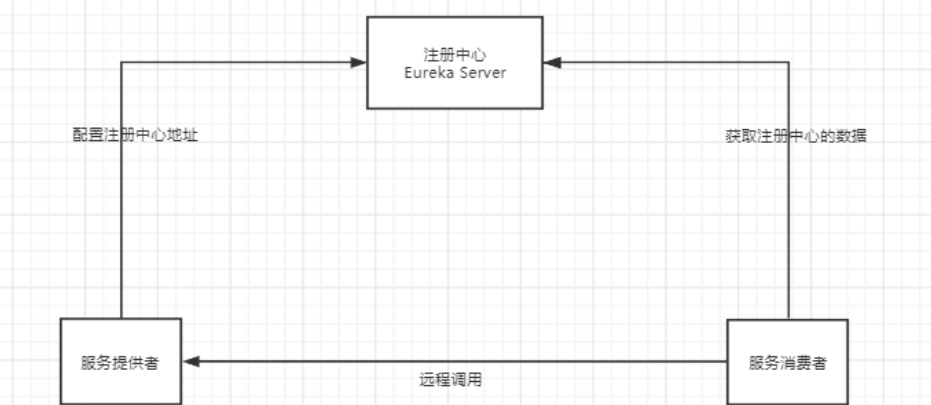 注册中心
Eureka Server
配置注册中心地址
获取注册中心的数据
服务提供者
服务消费者
远程调用